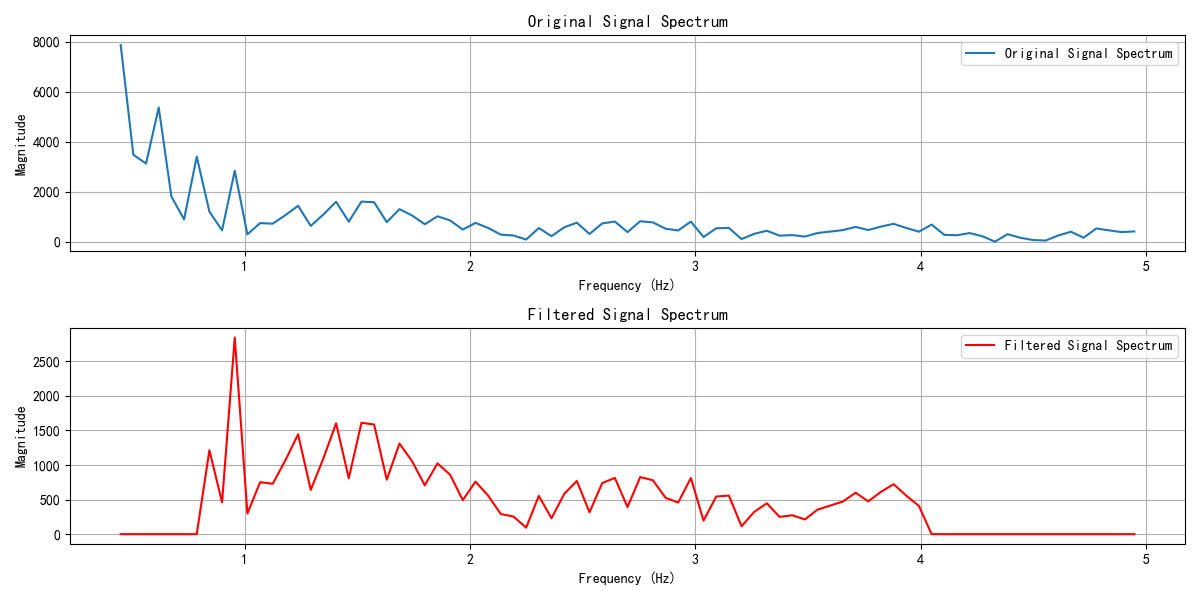 Original Signal Spectrum
Original Signal Spectrum
8000
6000
4000
2000
0
Magnitude
1 2 3 4 5
Frequency (Hz)
Filtered Signal Spectrum
Filtered Signal Spectrum
2500
2000
1500
1000
500
0
Magnitude
1 2 3 4 5
Frequency (Hz)